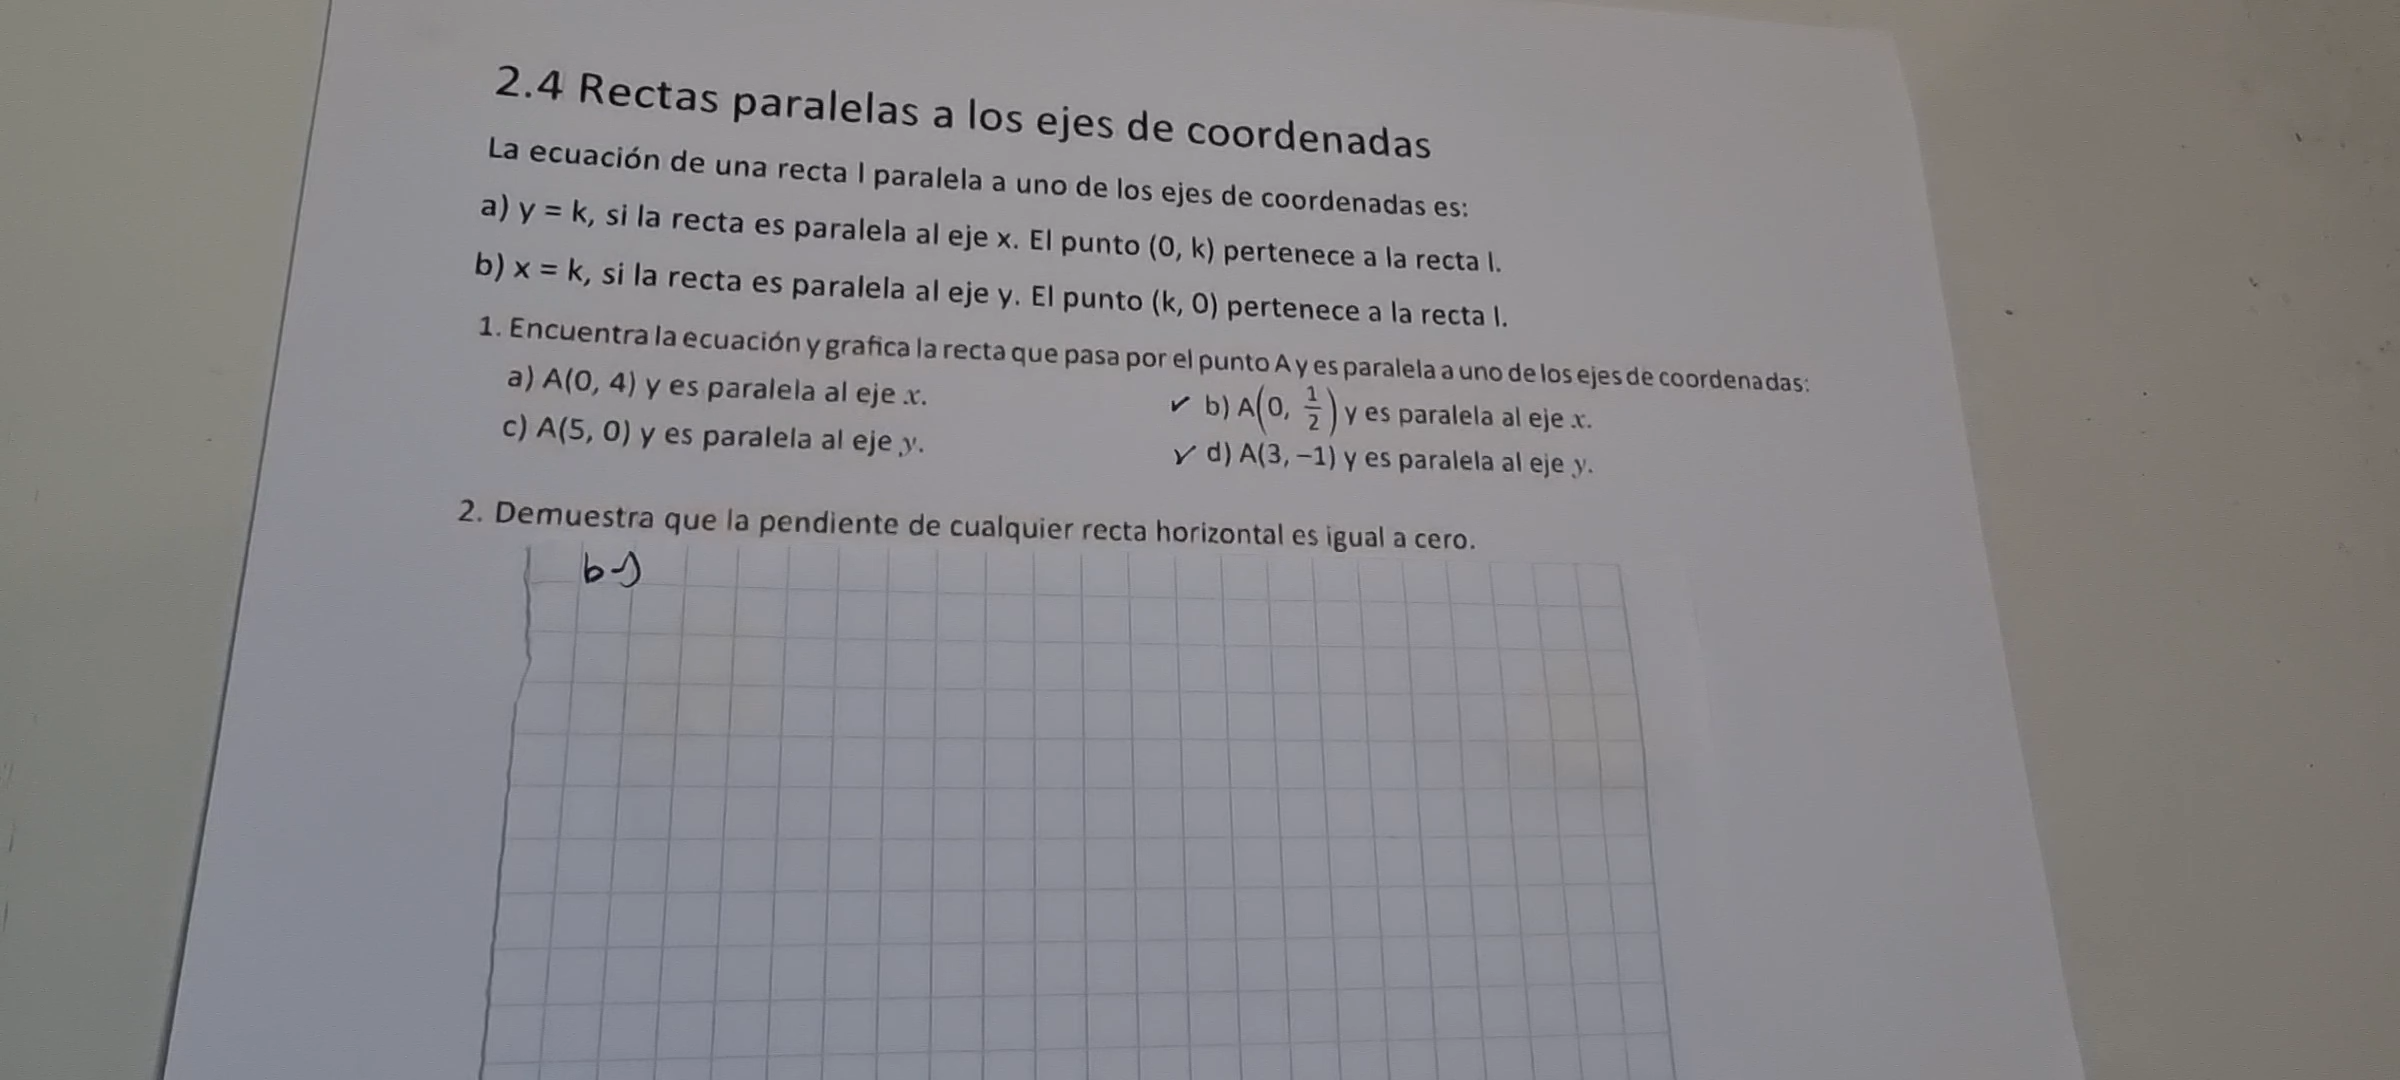 2.4 Rectas paralelas a los ejes de coordenadas
La ecuación de una recta l paralela a uno de los ejes de coordenadas es:
a) y = k, si la recta es paralela al eje x. El punto (0, k) pertenece a la recta l.
b) x = k, si la recta es paralela al eje y. El punto (k, 0) pertenece a la recta l.
1. Encuentra la ecuación y grafica la recta que pasa por el punto A y es paralela a uno de los ejes de coordenadas:
a) A(0, 4) y es paralela al eje x.
✓ b) A(0, 1/2) y es paralela al eje x.
c) A(5, 0) y es paralela al eje y.
✓ d) A(3, −1) y es paralela al eje y.
2. Demuestra que la pendiente de cualquier recta horizontal es igual a cero.
b-)